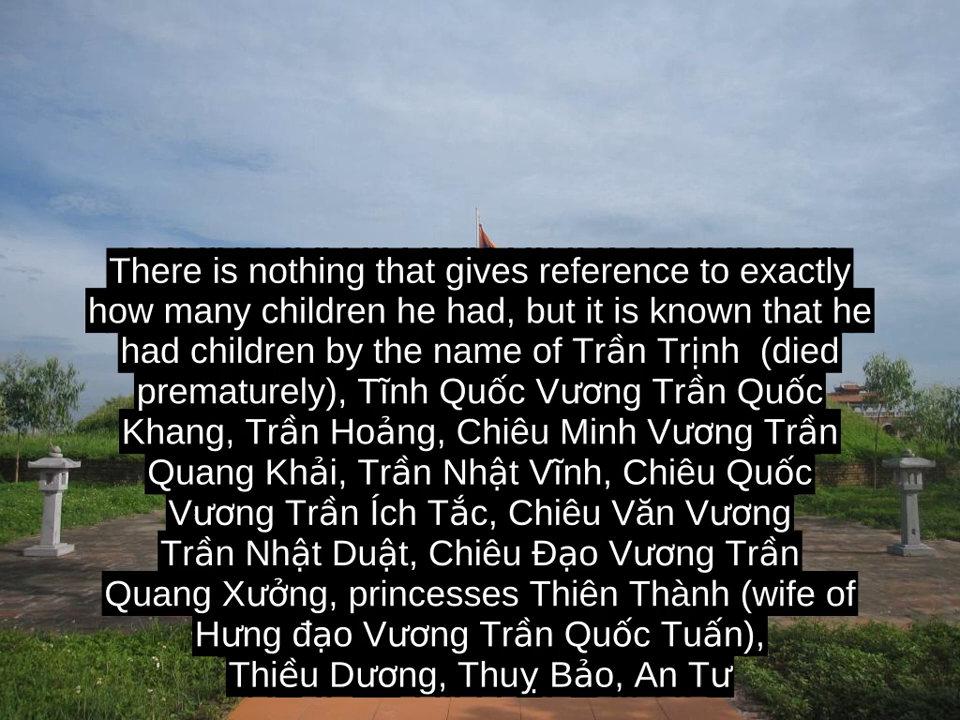 There is nothing that gives reference to exactly
how many children he had, but it is known that he
had children by the name of Trần Trịnh  (died
prematurely), Tĩnh Quốc Vương Trần Quốc
Khang, Trần Hoảng, Chiêu Minh Vương Trần
Quang Khải, Trần Nhật Vĩnh, Chiêu Quốc
Vương Trần Ích Tắc, Chiêu Văn Vương
Trần Nhật Duật, Chiêu Đạo Vương Trần
Quang Xưởng, princesses Thiên Thành (wife of
Hưng đạo Vương Trần Quốc Tuấn),
Thiều Dương, Thuỵ Bảo, An Tư